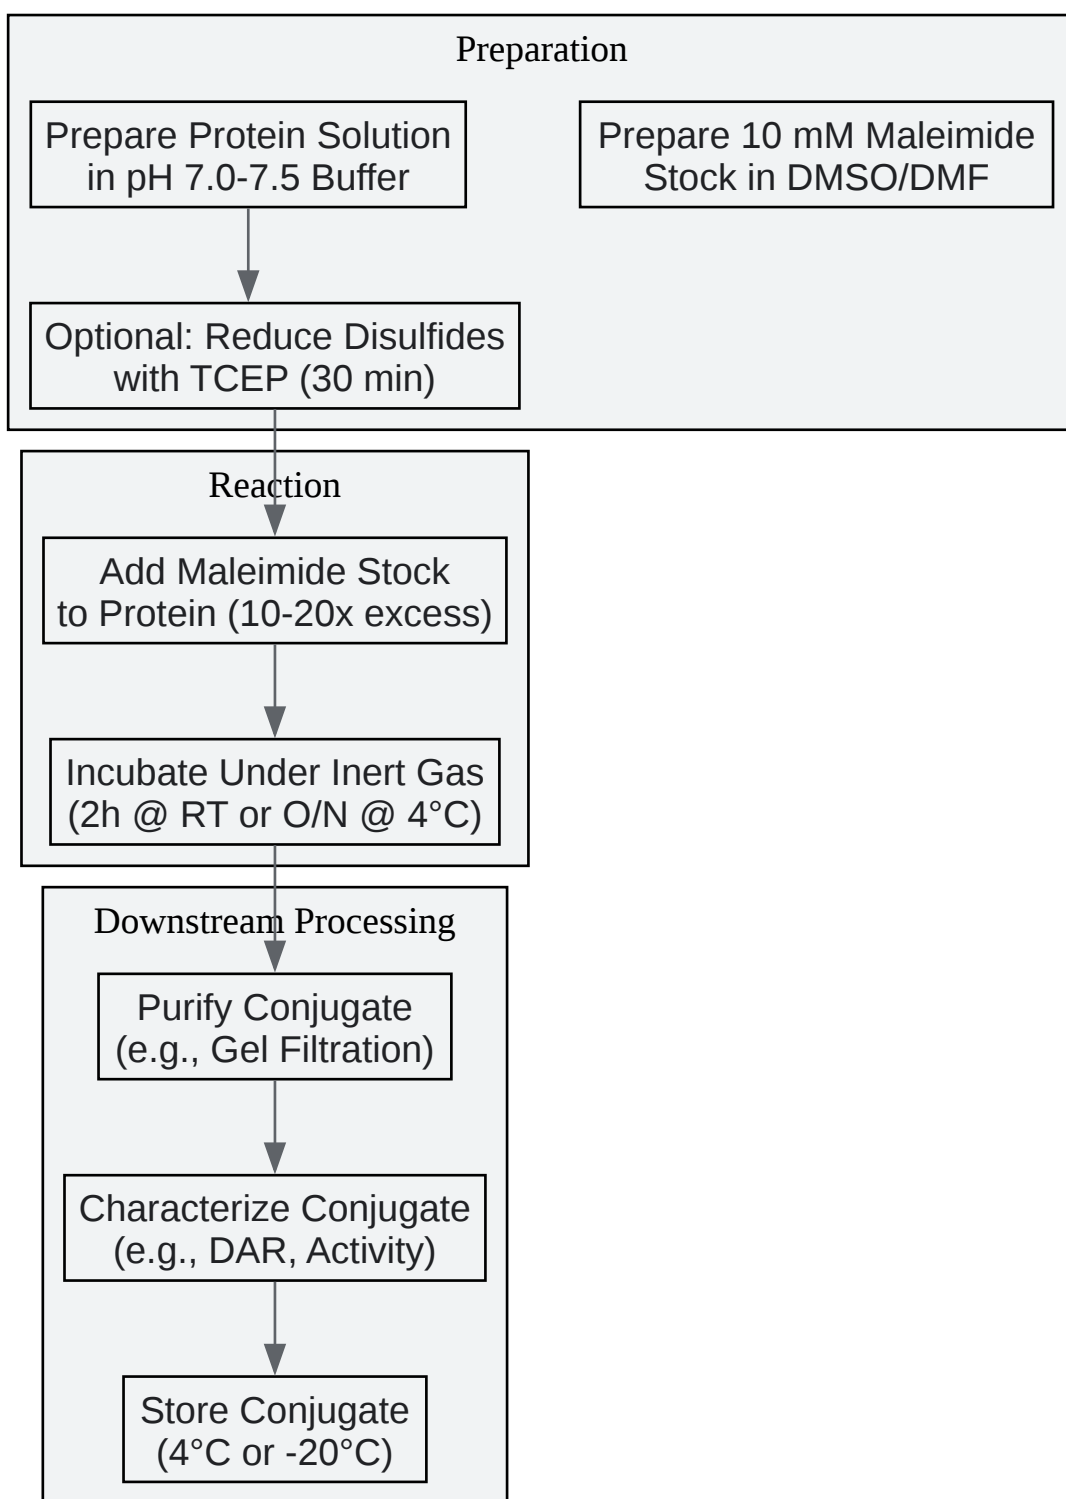 Preparation
Prepare Protein Solution
in pH 7.0-7.5 Buffer
Prepare 10 mM Maleimide
Stock in DMSO/DMF
Optional: Reduce Disulfides
with TCEP (30 min)
Reaction
Add Maleimide Stock
to Protein (10-20x excess)
Incubate Under Inert Gas
(2h @ RT or O/N @ 4°C)
Downstream Processing
Purify Conjugate
(e.g., Gel Filtration)
Characterize Conjugate
(e.g., DAR, Activity)
Store Conjugate
(4°C or -20°C)